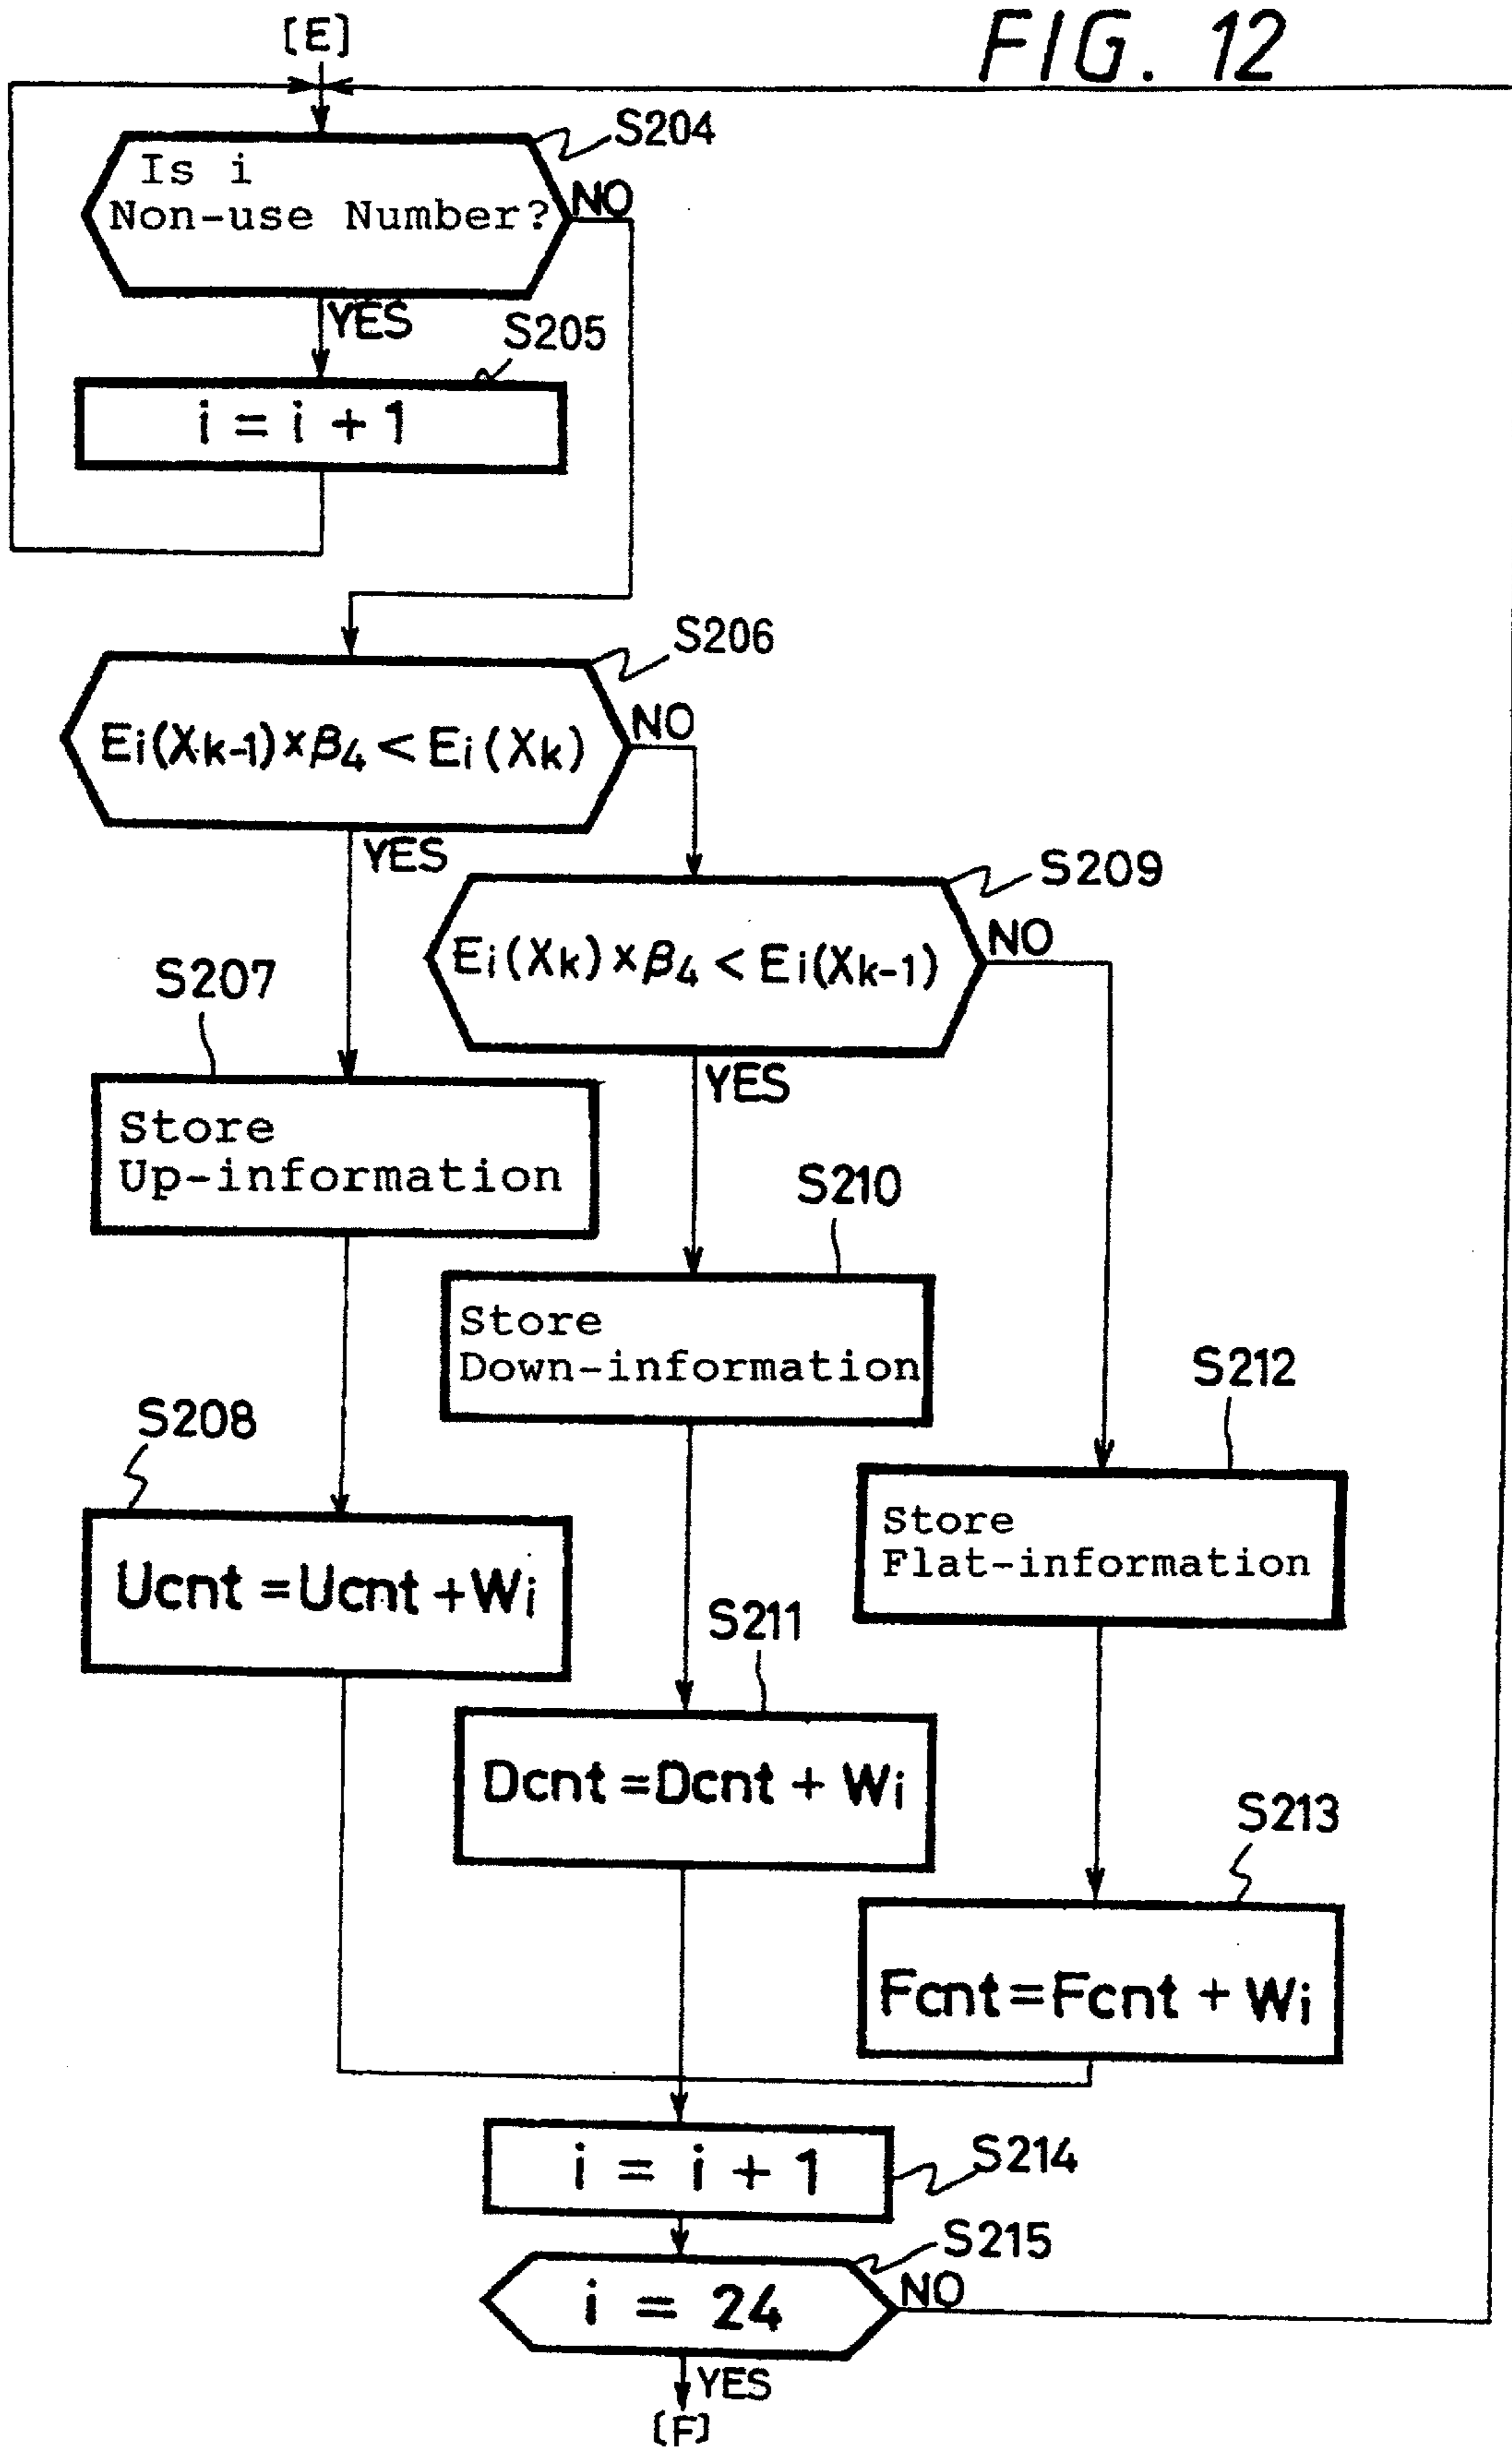 [E]
FIG. 12
S204
Is i
Non-use Number?
NO
YES
S205
i = i + 1
S206
Ei(Xk-1)×β4 < Ei(Xk)
NO
YES
S209
Ei(Xk)×β4 < Ei(Xk-1)
NO
S207
YES
Store
Up-information
S210
Store
Down-information
S212
S208
Store
Flat-information
Ucnt = Ucnt + Wi
S211
Dcnt = Dcnt + Wi
S213
Fcnt = Fcnt + Wi
i = i + 1
S214
S215
i = 24
NO
YES
[F]